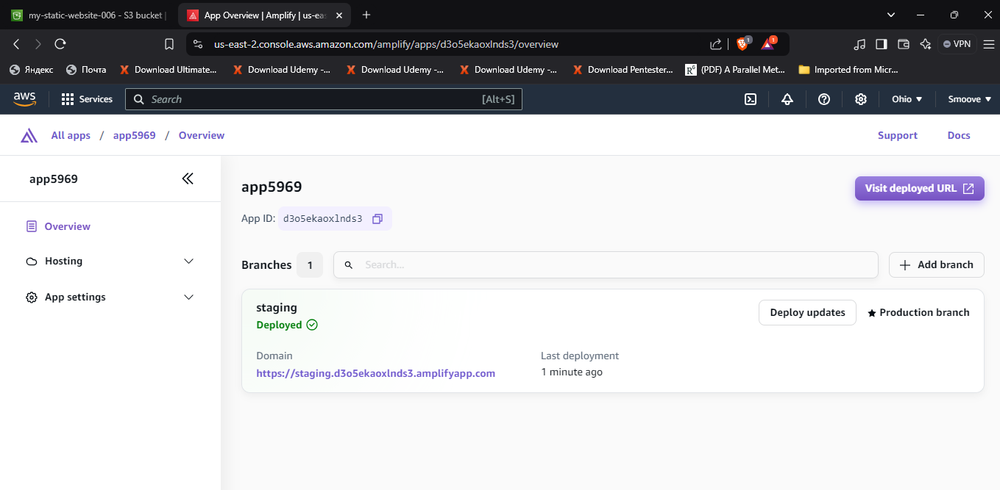 my-static-website-006 - S3 bucket |
App Overview | Amplify | us-eas
us-east-2.console.aws.amazon.com/amplify/apps/d3o5ekaoxlnds3/overview
1
1
VPN
Яндекс
Почта
Download Ultimate...
Download Udemy -...
Download Udemy -...
Download Udemy -...
Download Pentester...
(PDF) A Parallel Met...
Imported from Micr...
aws
Services
Search
[Alt+S]
Ohio
Smoove
All apps / app5969 / Overview
Support
Docs
app5969
Overview
Hosting
App settings
app5969
Visit deployed URL
App ID: d3o5ekaoxlnds3
Branches 1
Search...
Add branch
staging
Deployed
Deploy updates
Production branch
Domain
https://staging.d3o5ekaoxlnds3.amplifyapp.com
Last deployment
1 minute ago